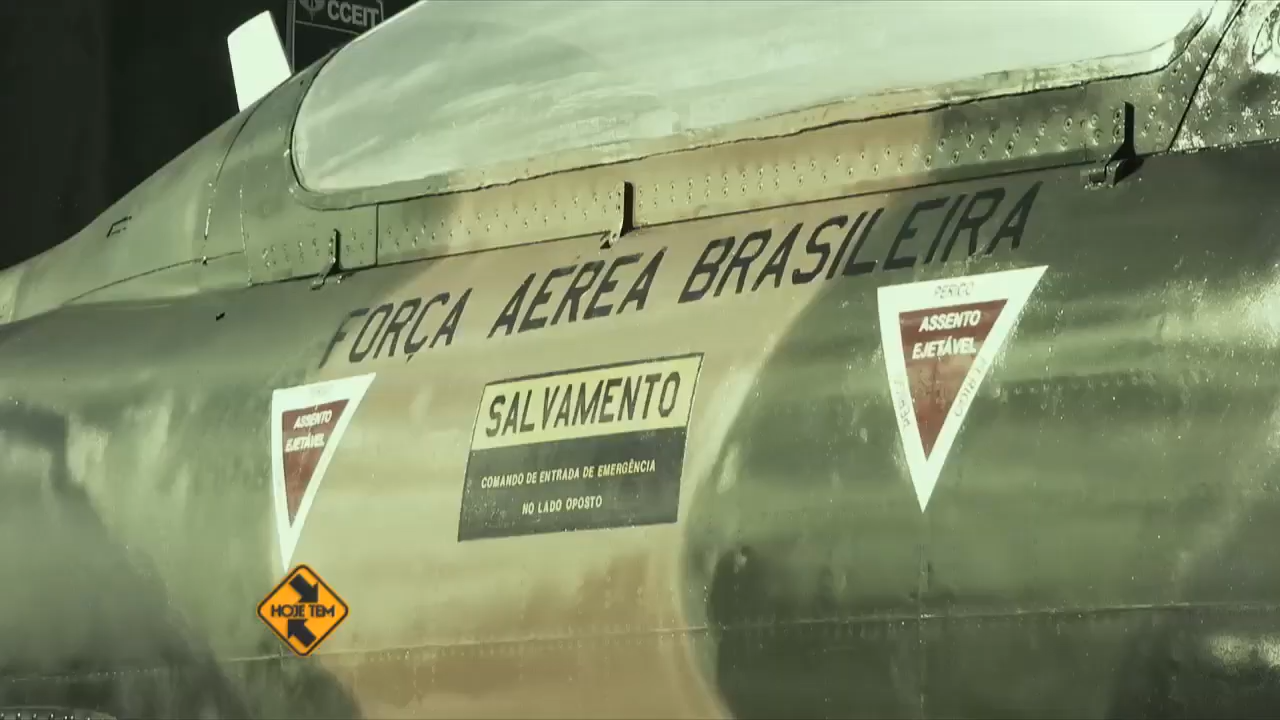 CCEIT
FORÇA AÉREA BRASILEIRA
PERIGO
ASSENTO
EJETÁVEL
ASSENTO
EJETÁVEL
SALVAMENTO
COMANDO DE ENTRADA DE EMERGÊNCIA
NO LADO OPOSTO
HOJE TEM